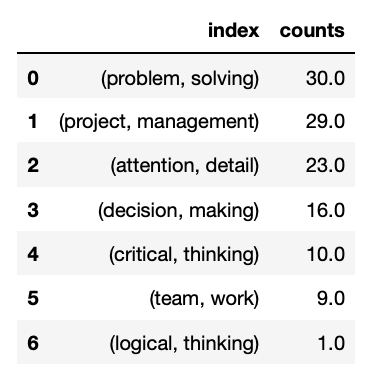 index counts
0 (problem, solving) 30.0
1 (project, management) 29.0
2 (attention, detail) 23.0
3 (decision, making) 16.0
4 (critical, thinking) 10.0
5 (team, work) 9.0
6 (logical, thinking) 1.0